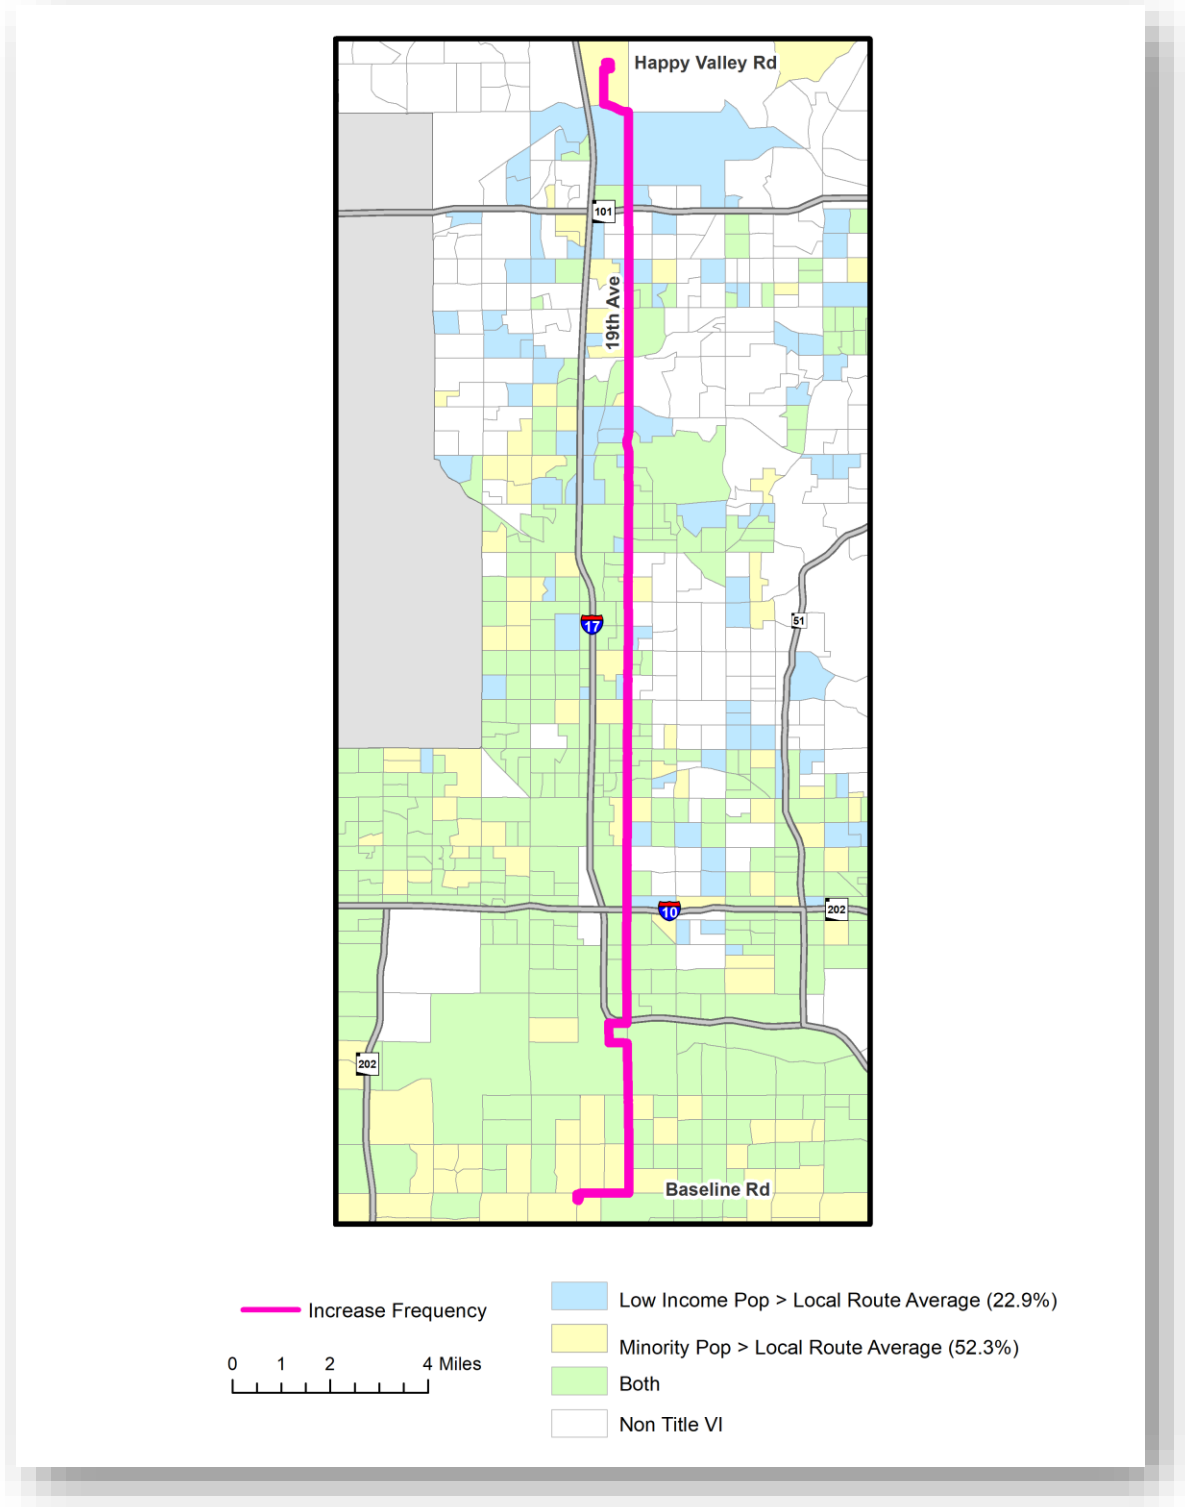 Happy Valley Rd
101
19th Ave
17
51
10
202
202
Baseline Rd
Increase Frequency
0 1 2 4 Miles
Low Income Pop > Local Route Average (22.9%)
Minority Pop > Local Route Average (52.3%)
Both
Non Title VI